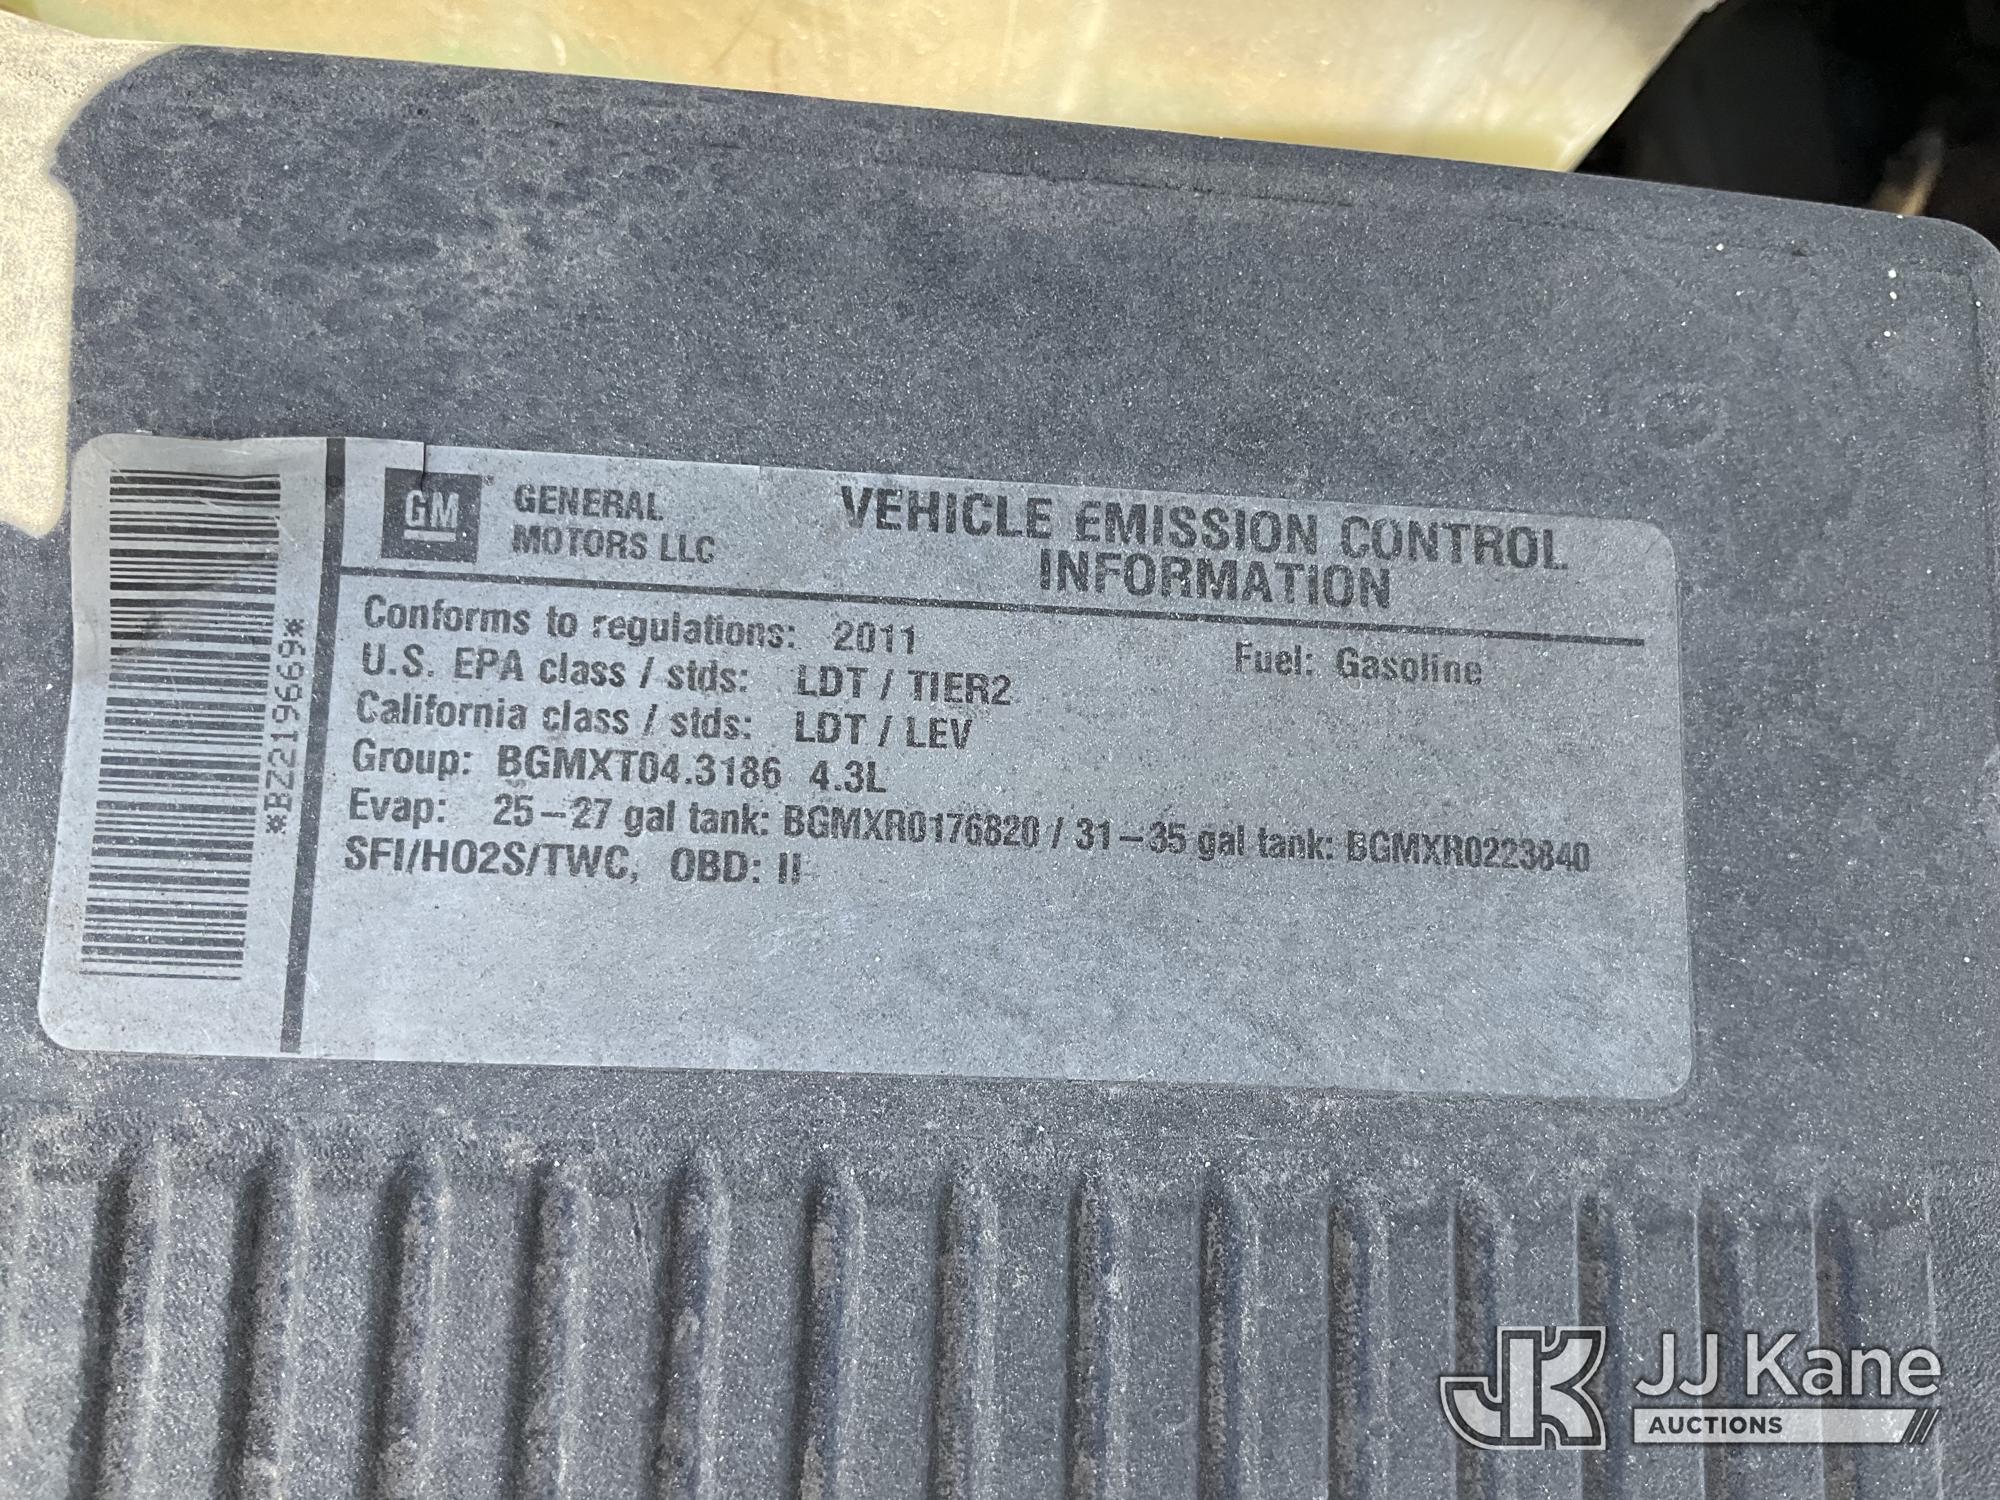 GM GENERAL MOTORS LLC
VEHICLE EMISSION CONTROL
INFORMATION
Conforms to regulations: 2011 Fuel: Gasoline
U.S. EPA class / stds: LDT / TIER2
California class / stds: LDT / LEV
Group: BGMXT04.3186 4.3L
Evap: 25-27 gal tank: BGMXR0176820 / 31-35 gal tank: BGMXR0223840
SFI/HO2S/TWC, OBD: II
*BZ219669*
JK JJ Kane
AUCTIONS